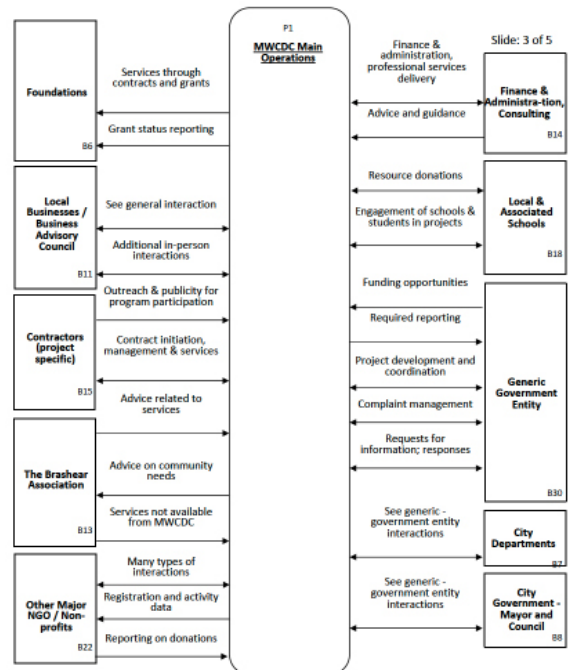 P1
MWCDC Main
Operations
Slide: 3 of 5
Foundations
B6
Services through
contracts and grants
Grant status reporting
Local
Businesses /
Business
Advisory
Council
B11
See general interaction
Additional in-person
interactions
Contractors
(project
specific)
B15
Outreach & publicity for
program participation
Contract initiation,
management & services
Advice related to
services
The Brashear
Association
B13
Advice on community
needs
Services not available
from MWCDC
Other Major
NGO / Non-
profits
B22
Many types of
interactions
Registration and activity
data
Reporting on donations
Finance &
administration,
professional services
delivery
Advice and guidance
Finance &
Administra-tion,
Consulting
B14
Resource donations
Engagement of schools &
students in projects
Local &
Associated
Schools
B18
Funding opportunities
Required reporting
Project development and
coordination
Complaint management
Requests for
information; responses
Generic
Government
Entity
B30
See generic -
government entity
interactions
City
Departments
B7
See generic -
government entity
interactions
City
Government -
Mayor and
Council
B8